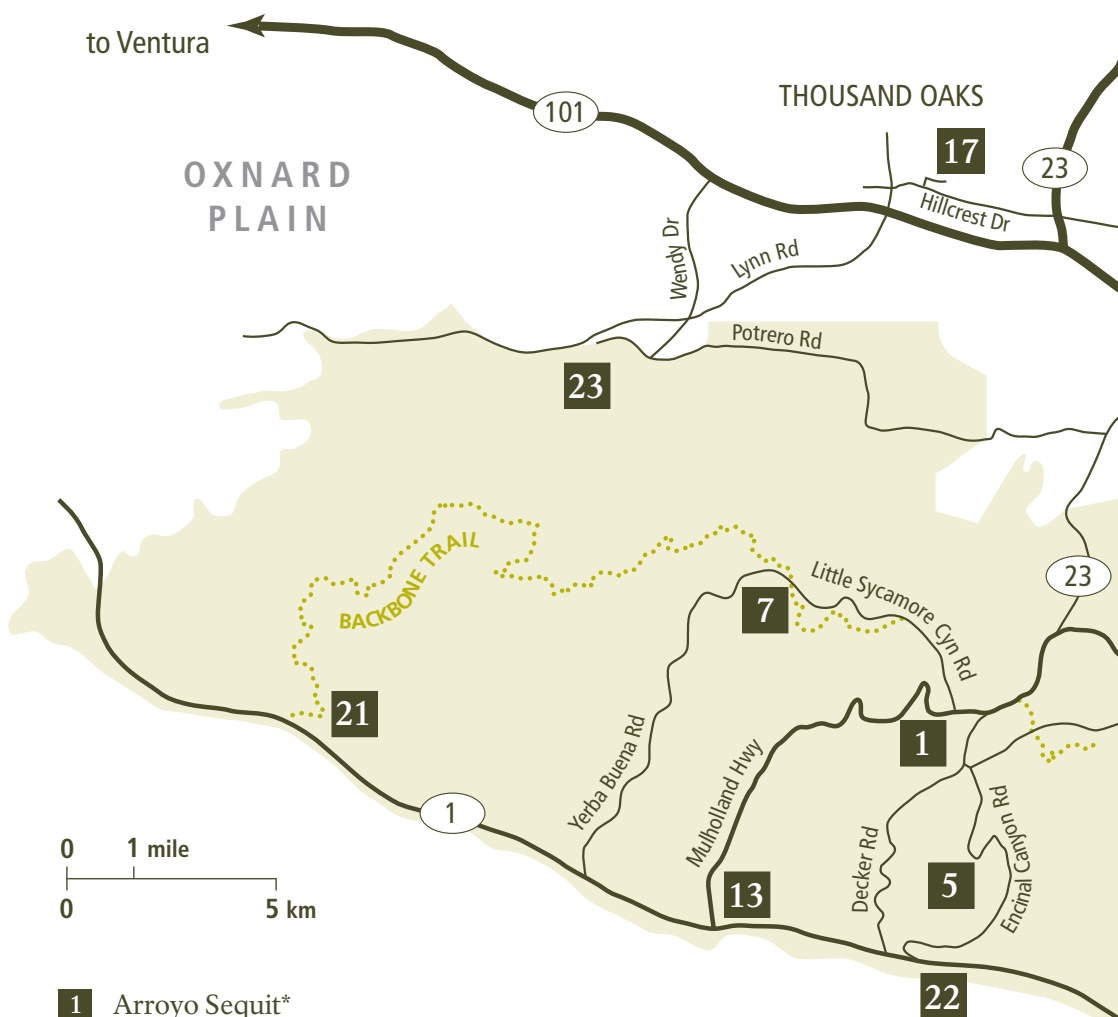 to Ventura
101
THOUSAND OAKS
17
23
OXNARD
PLAIN
Hillcrest Dr
Wendy Dr
Lynn Rd
Potrero Rd
23
BACKBONE TRAIL
Little Sycamore Cyn Rd
23
7
21
1
Yerba Buena Rd
Mulholland Hwy
1
Decker Rd
Encinal Canyon Rd
0 1 mile
0 5 km
13
5
22
1 Arroyo Sequit*